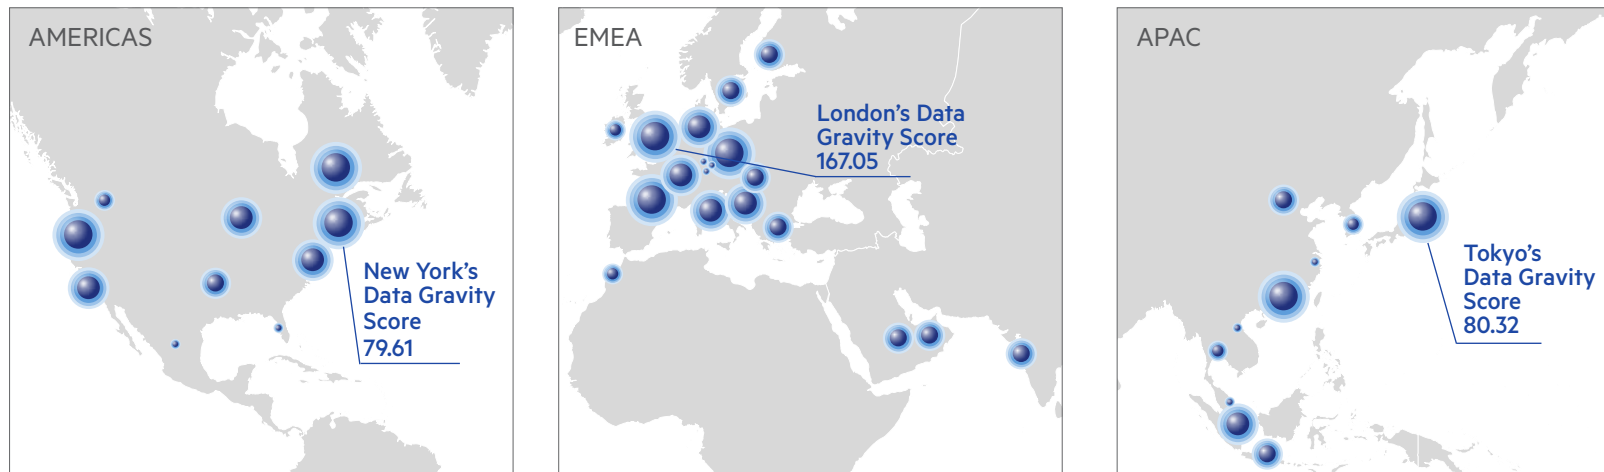 AMERICAS
New York’s
Data Gravity
Score
79.61
EMEA
London’s Data
Gravity Score
167.05
APAC
Tokyo’s
Data Gravity
Score
80.32